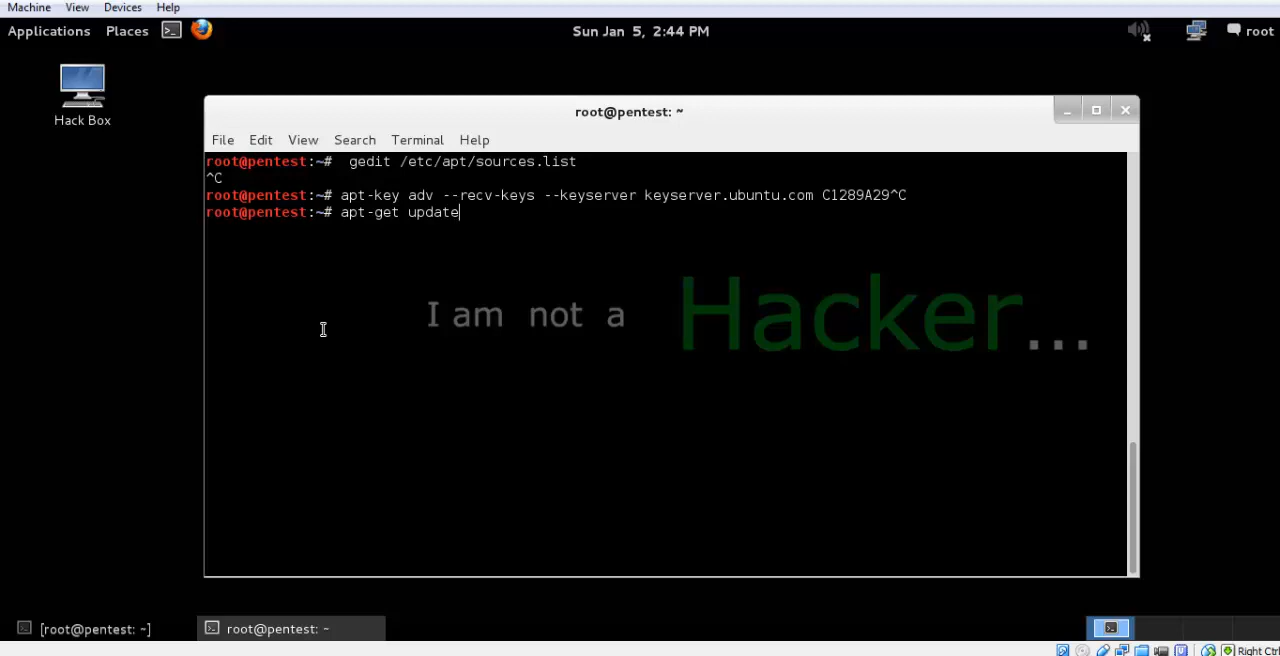 Machine View Devices Help
Applications Places Sun Jan 5, 2:44 PM root
Hack Box
root@pentest: ~
File Edit View Search Terminal Help
root@pentest:~#  gedit /etc/apt/sources.list
^C
root@pentest:~# apt-key adv --recv-keys --keyserver keyserver.ubuntu.com C1289A29^C
root@pentest:~# apt-get update
I am not a Hacker...
[root@pentest: ~] root@pentest: ~
Right Ctrl